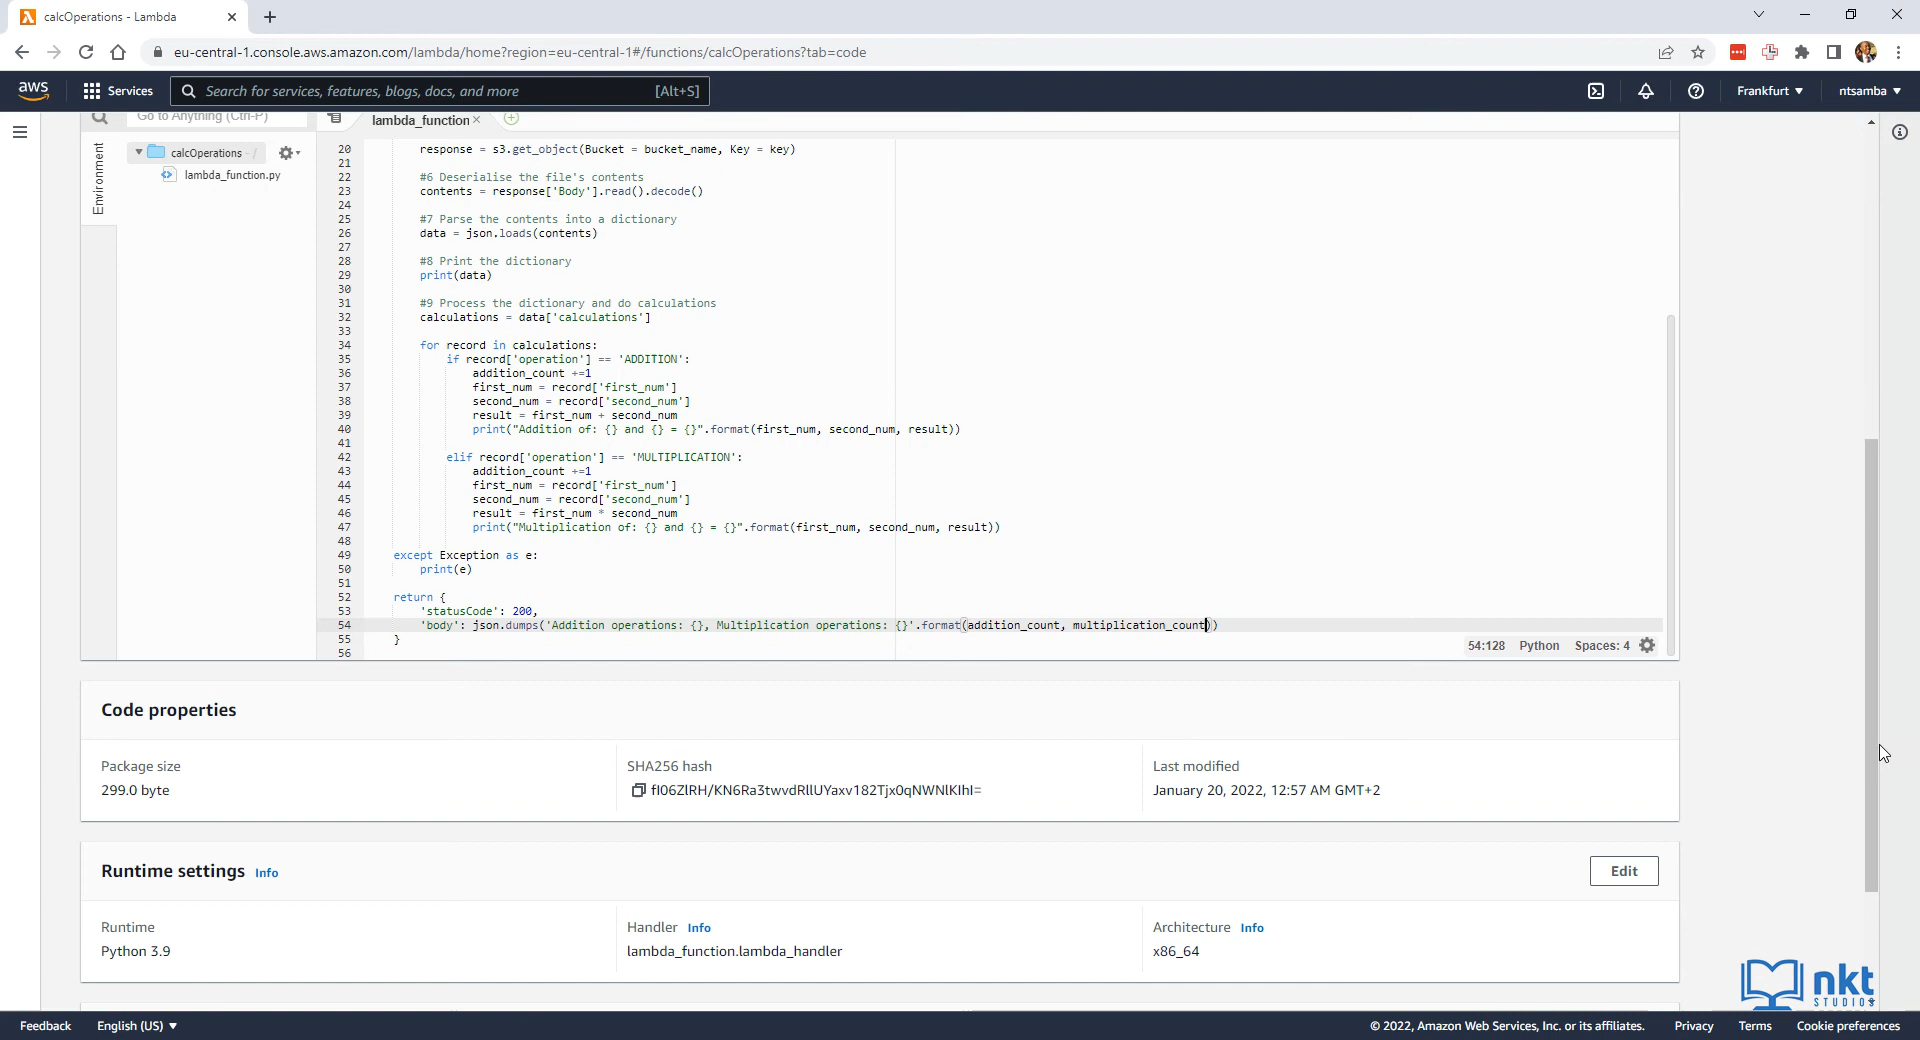 calcOperations - Lambda
eu-central-1.console.aws.amazon.com/lambda/home?region=eu-central-1#/functions/calcOperations?tab=code
aws
Services
Search for services, features, blogs, docs, and more
[Alt+S]
Frankfurt
ntsamba
Go to Anything (Ctrl-P)
lambda_function
Environment
calcOperations - /
lambda_function.py
20 response = s3.get_object(Bucket = bucket_name, Key = key)
21
22 #6 Deserialise the file's contents
23 contents = response['Body'].read().decode()
24
25 #7 Parse the contents into a dictionary
26 data = json.loads(contents)
27
28 #8 Print the dictionary
29 print(data)
30
31 #9 Process the dictionary and do calculations
32 calculations = data['calculations']
33
34 for record in calculations:
35 if record['operation'] == 'ADDITION':
36 addition_count +=1
37 first_num = record['first_num']
38 second_num = record['second_num']
39 result = first_num + second_num
40 print("Addition of: {} and {} = {}".format(first_num, second_num, result))
41
42 elif record['operation'] == 'MULTIPLICATION':
43 addition_count +=1
44 first_num = record['first_num']
45 second_num = record['second_num']
46 result = first_num * second_num
47 print("Multiplication of: {} and {} = {}".format(first_num, second_num, result))
48
49 except Exception as e:
50 print(e)
51
52 return {
53 'statusCode': 200,
54 'body': json.dumps('Addition operations: {}, Multiplication operations: {}'.format(addition_count, multiplication_count))
55 }
56
54:128 Python Spaces: 4
Code properties
Package size
299.0 byte
SHA256 hash
fI06ZlRH/KN6Ra3twvdRllUYaxv182Tjx0qNWNlKIhI=
Last modified
January 20, 2022, 12:57 AM GMT+2
Runtime settings Info
Edit
Runtime
Python 3.9
Handler Info
lambda_function.lambda_handler
Architecture Info
x86_64
nkt
STUDIOS
Feedback
English (US)
© 2022, Amazon Web Services, Inc. or its affiliates.
Privacy
Terms
Cookie preferences